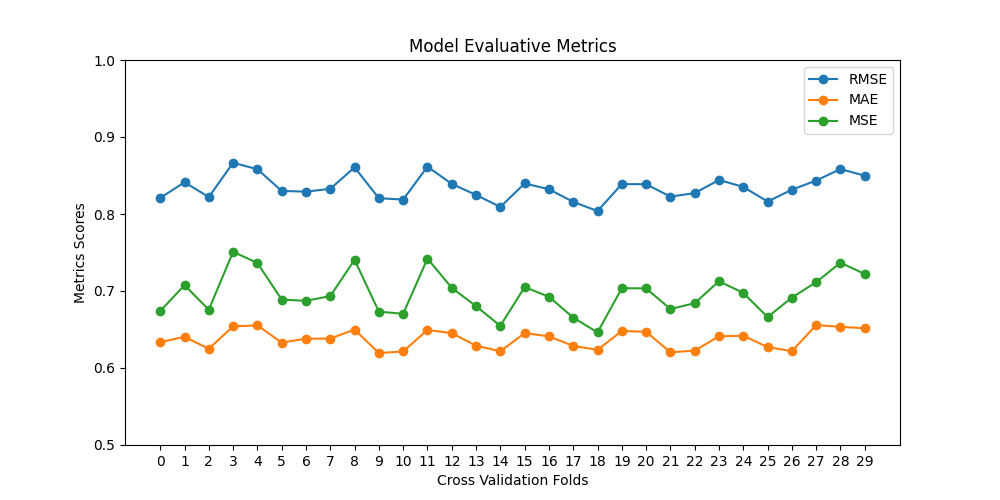 Model Evaluative Metrics
RMSE
MAE
MSE
Metrics Scores
1.0
0.9
0.8
0.7
0.6
0.5
0 1 2 3 4 5 6 7 8 9 10 11 12 13 14 15 16 17 18 19 20 21 22 23 24 25 26 27 28 29
Cross Validation Folds